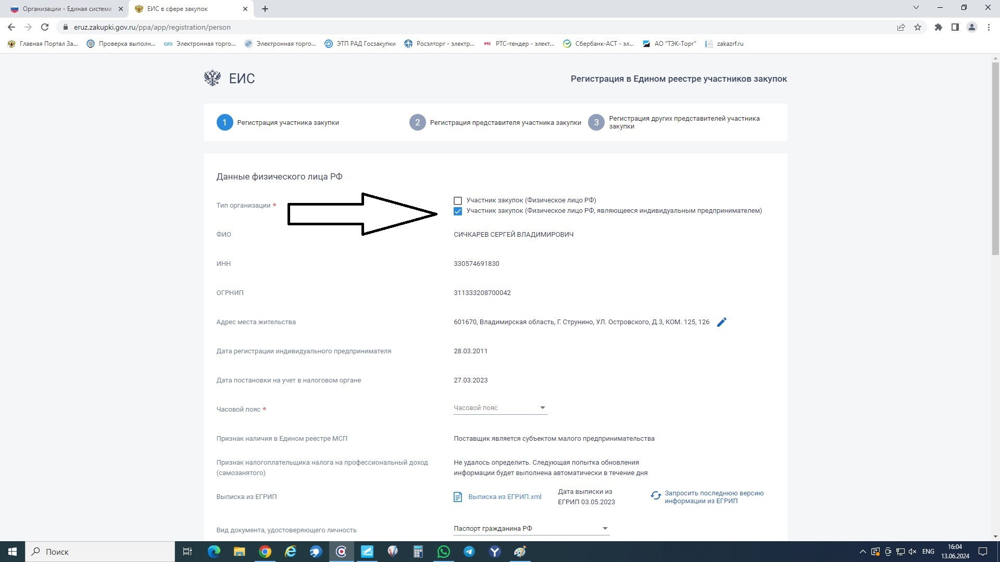 Организации - Единая система
ЕИС в сфере закупок
eruz.zakupki.gov.ru/ppa/app/registration/person
Главная Портал За...
Проверка выполн...
Электронная торго...
Электронная торго...
ЭТП РАД Госзакупки
Росэлторг - электр...
РТС-тендер - элект...
Сбербанк-АСТ - эл...
АО "ТЭК-Торг"
zakazrf.ru
ЕИС
Регистрация в Едином реестре участников закупок
1 Регистрация участника закупки
2 Регистрация представителя участника закупки
3 Регистрация других представителей участника
закупки
Данные физического лица РФ
Тип организации *
Участник закупок (Физическое лицо РФ)
Участник закупок (Физическое лицо РФ, являющееся индивидуальным предпринимателем)
ФИО
СИЧКАРЕВ СЕРГЕЙ ВЛАДИМИРОВИЧ
ИНН
330574691830
ОГРНИП
311333208700042
Адрес места жительства
601670, Владимирская область, Г. Струнино, УЛ. Островского, Д.3, КОМ. 125, 126
Дата регистрации индивидуального предпринимателя
28.03.2011
Дата постановки на учет в налоговом органе
27.03.2023
Часовой пояс *
Часовой пояс
Признак наличия в Едином реестре МСП
Поставщик является субъектом малого предпринимательства
Признак налогоплательщика налога на профессиональный доход
(самозанятого)
Не удалось определить. Следующая попытка обновления
информации будет выполнена автоматически в течение дня
Выписка из ЕГРИП
Выписка из ЕГРИП.xml
Дата выписки из
ЕГРИП 03.05.2023
Запросить последнюю версию
информации из ЕГРИП
Вид документа, удостоверяющего личность
Паспорт гражданина РФ
Поиск
ENG
16:04
13.06.2024